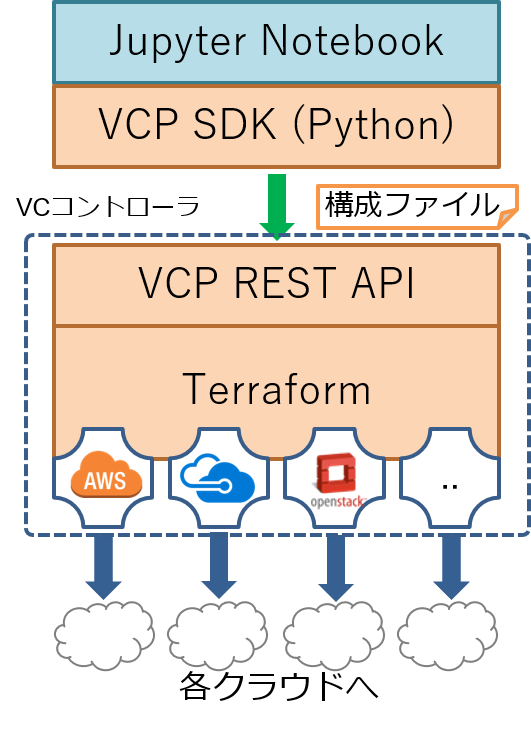 Jupyter Notebook
VCP SDK (Python)
VCコントローラ
構成ファイル
VCP REST API
Terraform
AWS
openstack
..
各クラウドへ